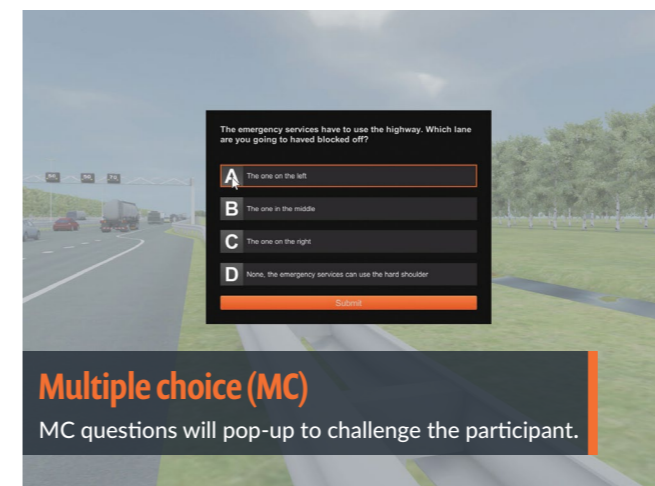 The emergency services have to use the highway. Which lane
are you going to haved blocked off?
A The one on the left
B The one in the middle
C The one on the right
D None, the emergency services can use the hard shoulder
Submit
Multiple choice (MC)
MC questions will pop-up to challenge the participant.